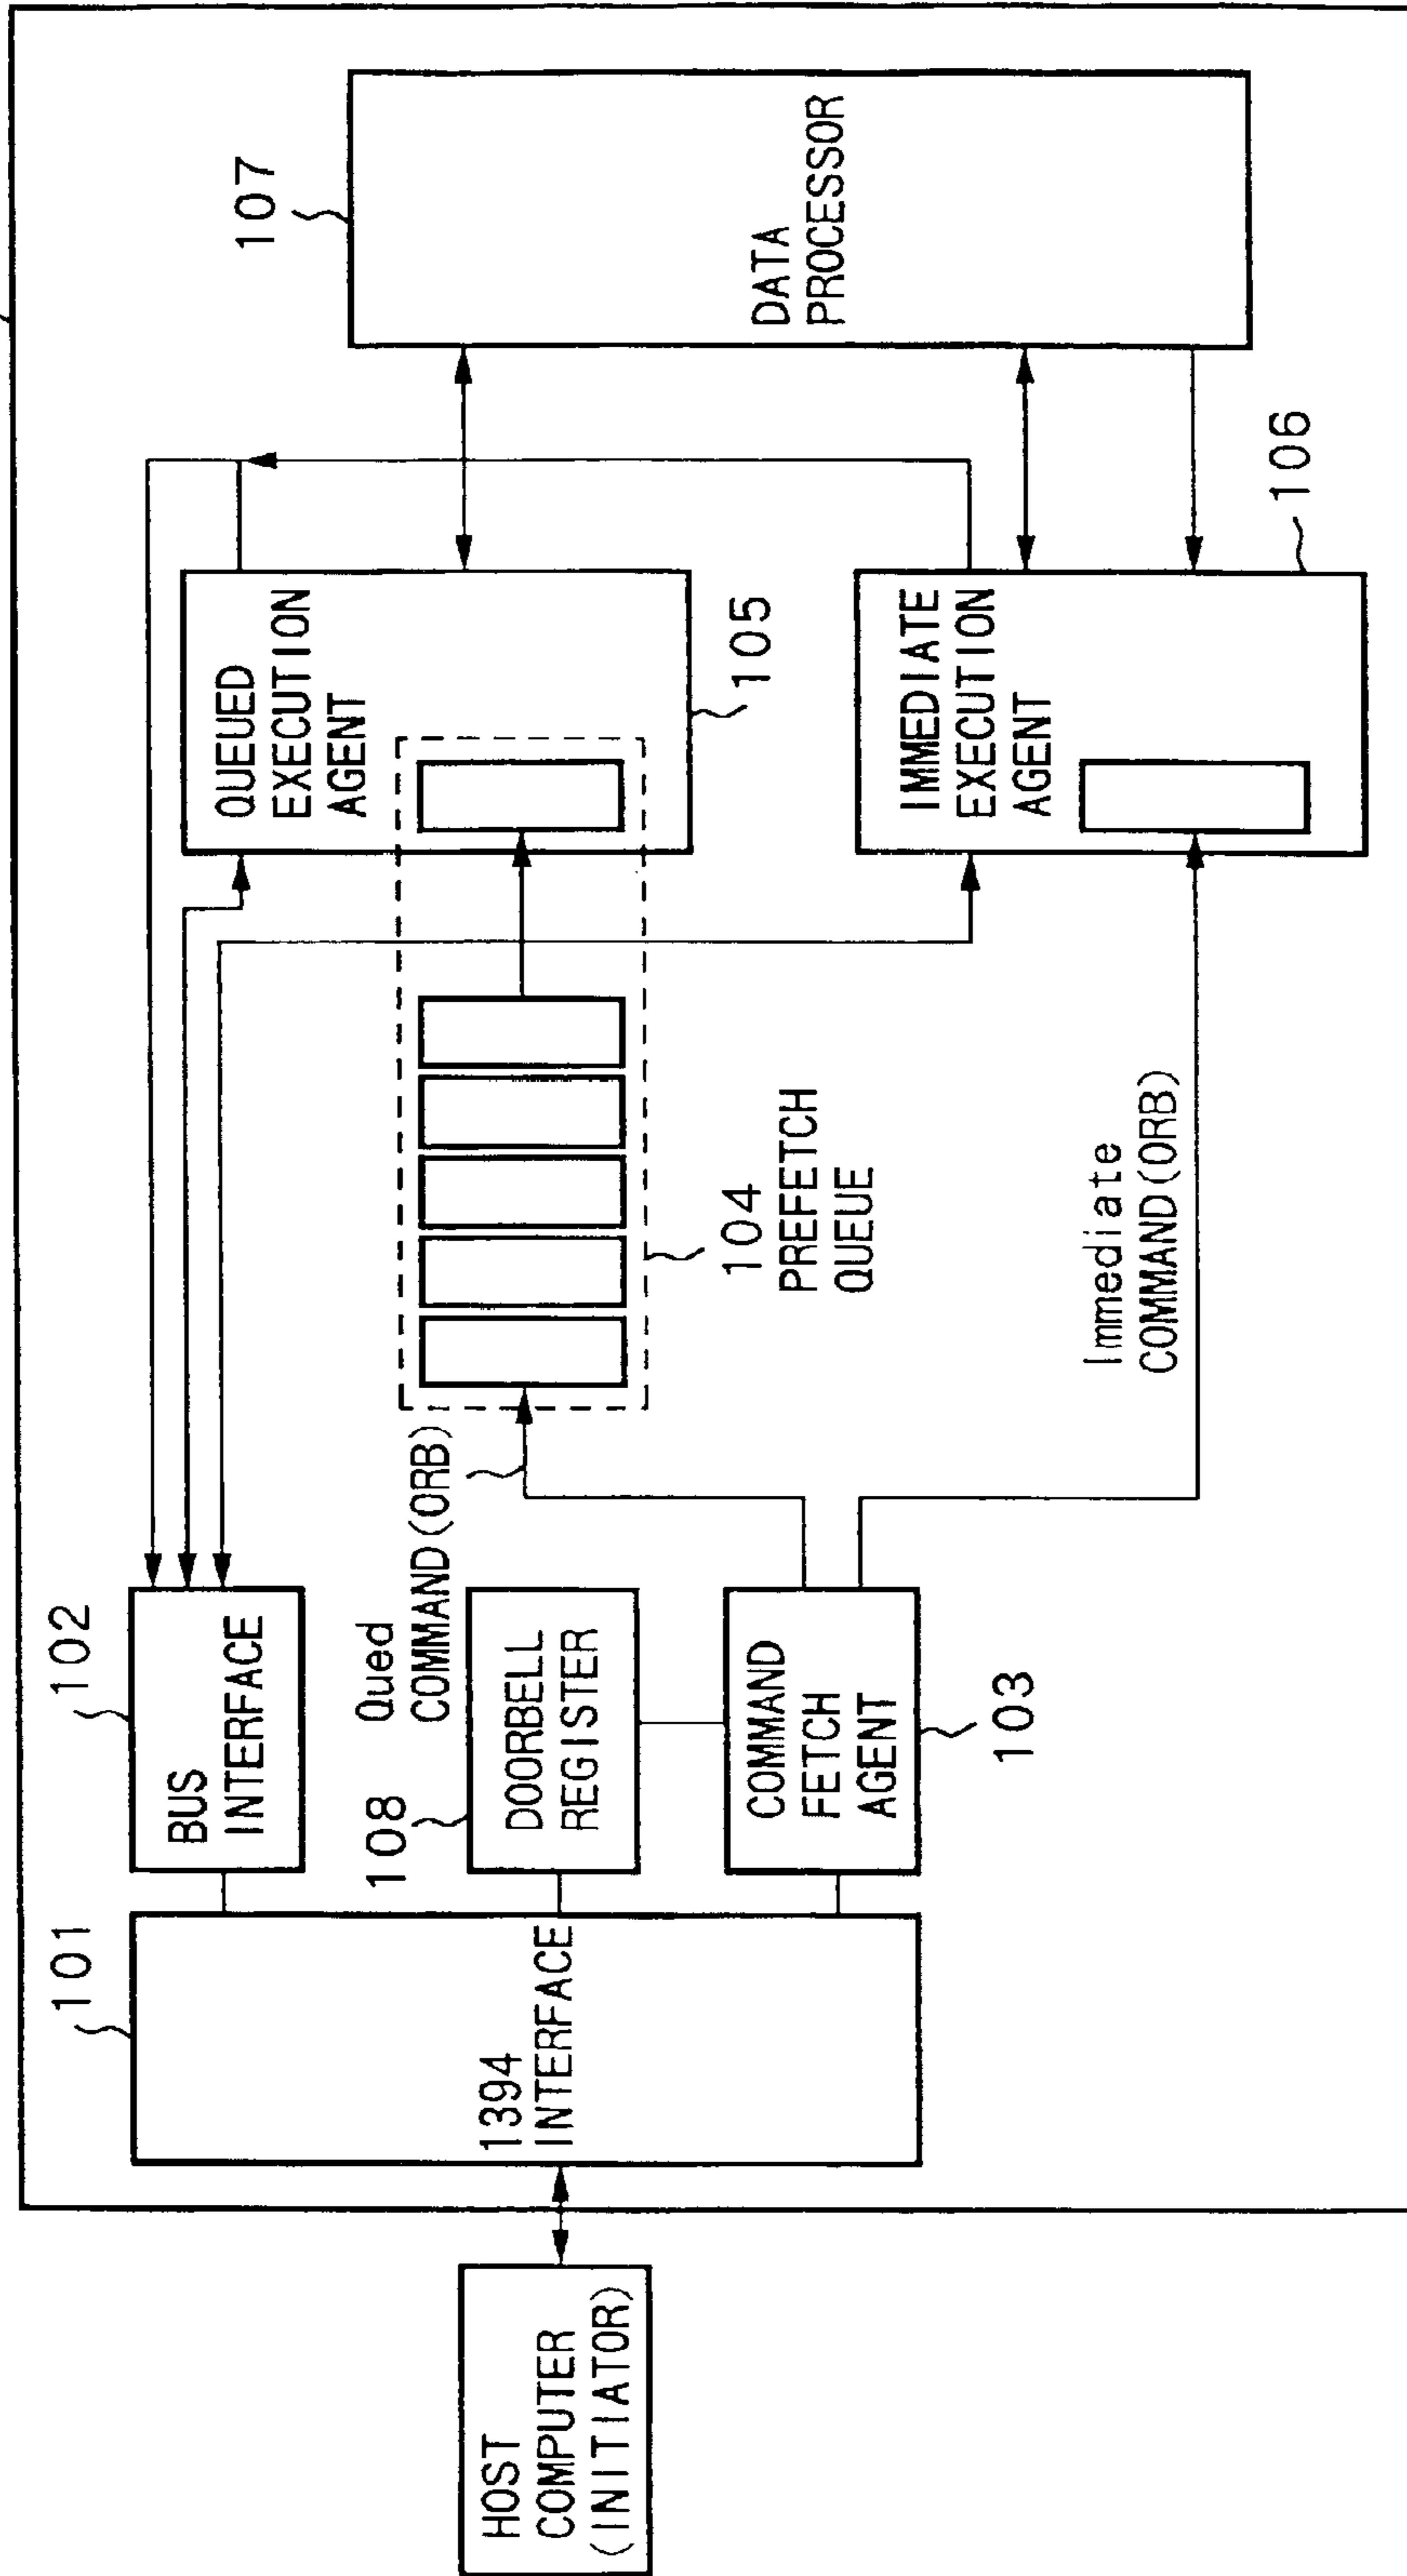 HOST
COMPUTER
(INITIATOR)
101
1394
INTERFACE
102
BUS
INTERFACE
108
DOORBELL
REGISTER
COMMAND
FETCH
AGENT
103
Qued
COMMAND(ORB)
104
PREFETCH
QUEUE
Immediate
COMMAND(ORB)
QUEUED
EXECUTION
AGENT
105
IMMEDIATE
EXECUTION
AGENT
106
107
DATA
PROCESSOR